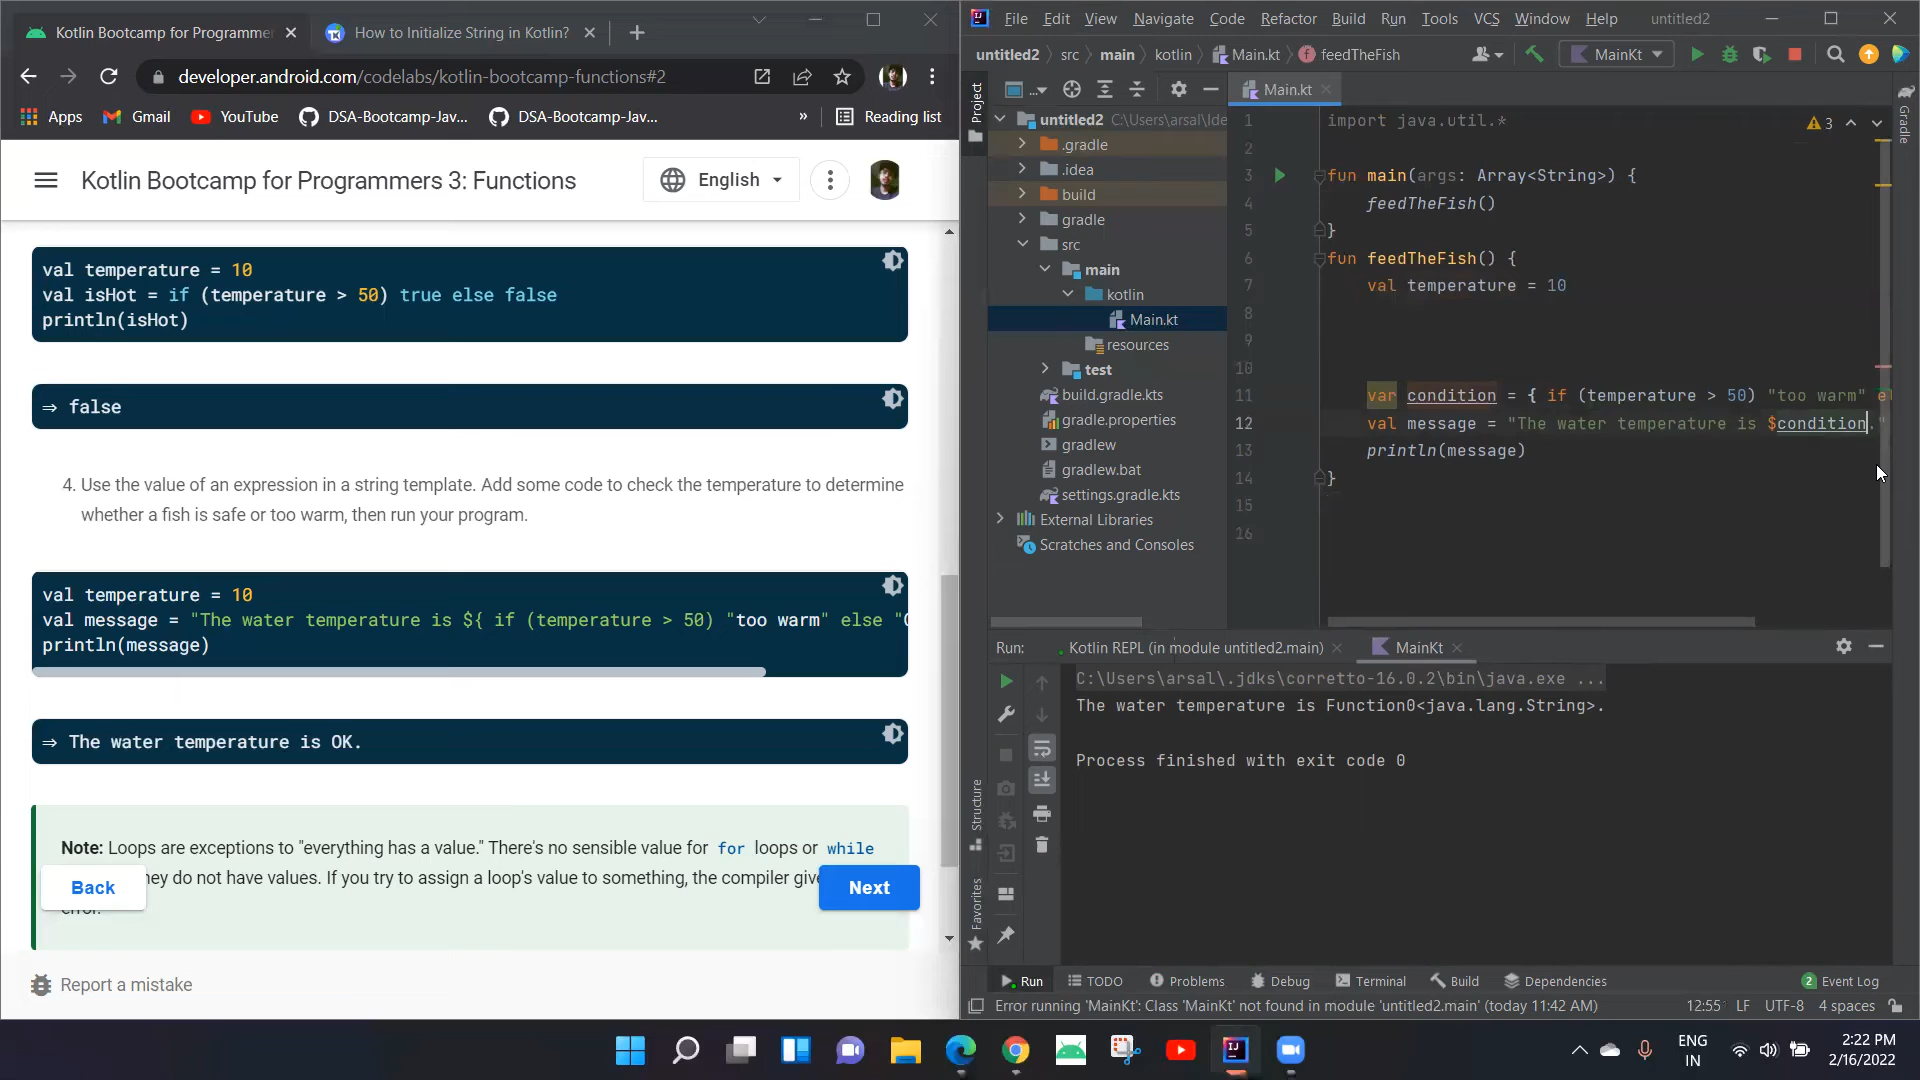 Kotlin Bootcamp for Programme
How to Initialize String in Kotlin?
developer.android.com/codelabs/kotlin-bootcamp-functions#2
Apps
Gmail
YouTube
DSA-Bootcamp-Jav...
DSA-Bootcamp-Jav...
»
Reading list
Kotlin Bootcamp for Programmers 3: Functions
English
val temperature = 10
val isHot = if (temperature > 50) true else false
println(isHot)
⇒ false
4. Use the value of an expression in a string template. Add some code to check the temperature to determine
whether a fish is safe or too warm, then run your program.
val temperature = 10
val message = "The water temperature is ${ if (temperature > 50) "too warm" else "
println(message)
⇒ The water temperature is OK.
Note: Loops are exceptions to "everything has a value." There's no sensible value for for loops or while
hey do not have values. If you try to assign a loop's value to something, the compiler give
error.
Back
Next
Report a mistake
File Edit View Navigate Code Refactor Build Run Tools VCS Window Help untitled2
untitled2 src main kotlin Main.kt feedTheFish
MainKt
Project
...
Main.kt
Gradle
untitled2 C:\Users\arsal\Ide
.gradle
.idea
build
gradle
src
main
kotlin
Main.kt
resources
test
build.gradle.kts
gradle.properties
gradlew
gradlew.bat
settings.gradle.kts
External Libraries
Scratches and Consoles
3
1 import java.util.*
2
3 fun main(args: Array<String>) {
4 feedTheFish()
5 }
6 fun feedTheFish() {
7 val temperature = 10
8
9
10
11 var condition = { if (temperature > 50) "too warm" e
12 val message = "The water temperature is $condition."
13 println(message)
14 }
15
16
Run: Kotlin REPL (in module untitled2.main) MainKt
C:\Users\arsal\.jdks\corretto-16.0.2\bin\java.exe ...
The water temperature is Function0<java.lang.String>.
Process finished with exit code 0
Structure
Favorites
Run TODO Problems Debug Terminal Build Dependencies
2 Event Log
Error running 'MainKt': Class 'MainKt' not found in module 'untitled2.main' (today 11:42 AM)
12:55 LF UTF-8 4 spaces
ENG
IN
2:22 PM
2/16/2022